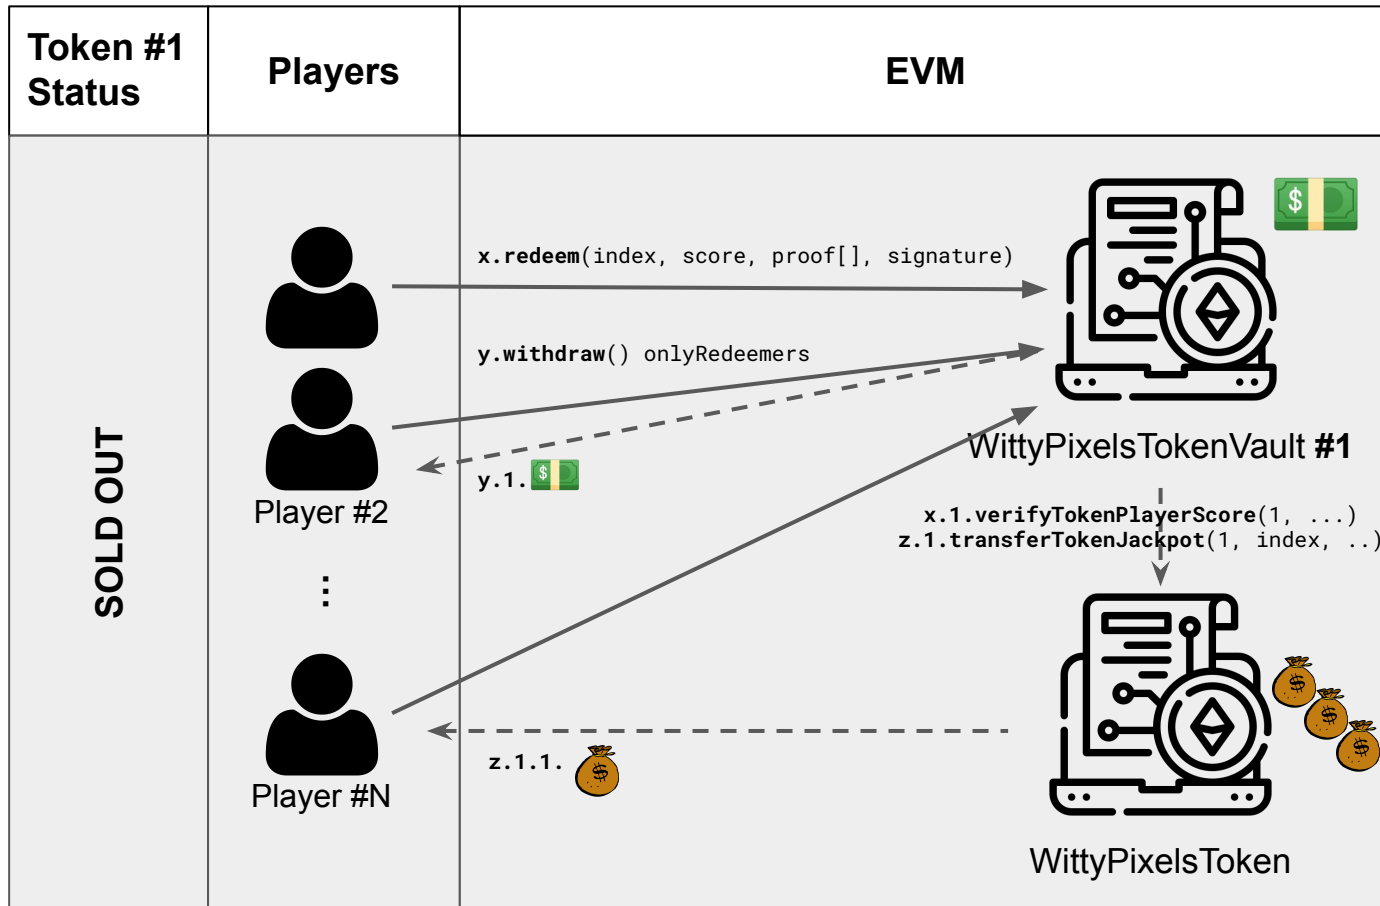 Token #1
Status
Players
EVM
SOLD OUT
x.redeem(index, score, proof[], signature)
y.withdraw() onlyRedeemers
y.1.
Player #2
WittyPixelsTokenVault #1
x.1.verifyTokenPlayerScore(1, ...)
z.1.transferTokenJackpot(1, index, ..)
z.1.1.
Player #N
WittyPixelsToken